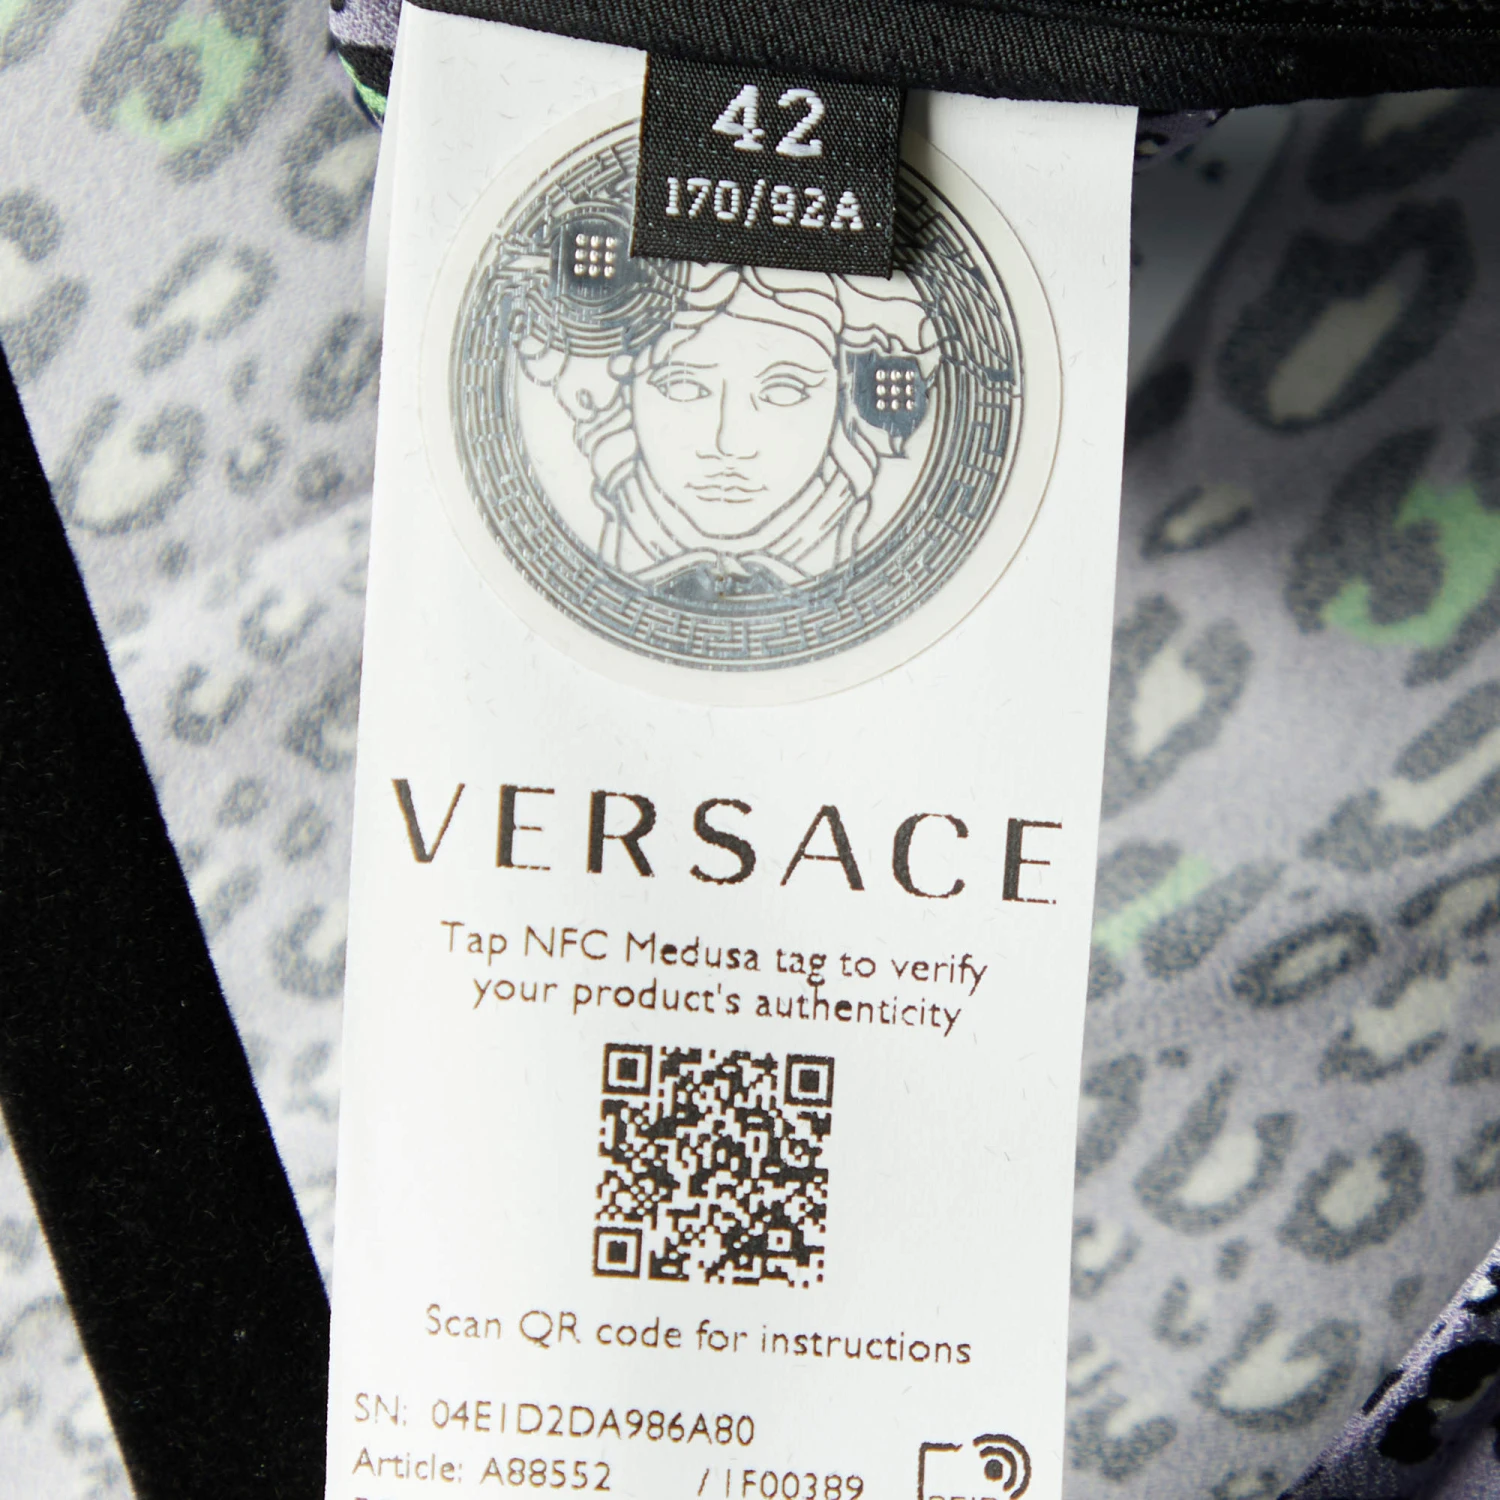 42
170/92A
VERSACE
Tap NFC Medusa tag to verify
your product's authenticity
Scan QR code for instructions
SN: 04E1D2DA986A80
Article: A88552 / 1F00389